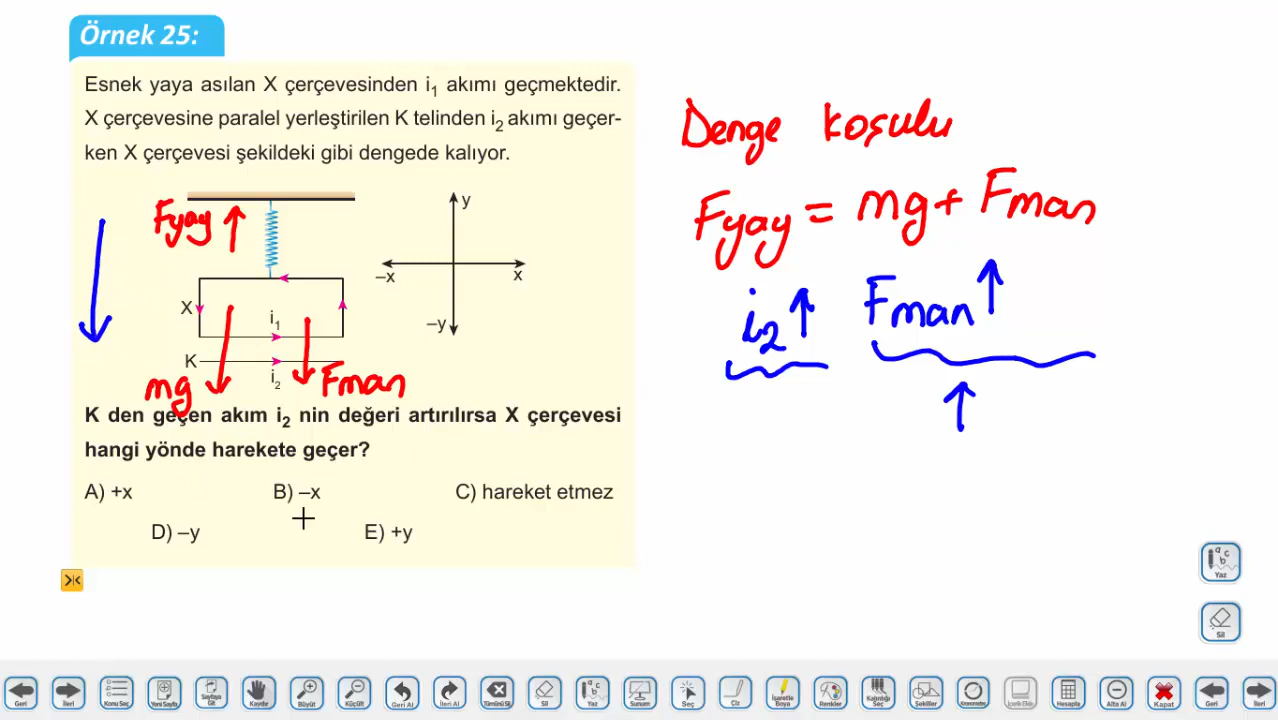 Örnek 25:
Esnek yaya asılan X çerçevesinden i1 akımı geçmektedir.
X çerçevesine paralel yerleştirilen K telinden i2 akımı geçer-
ken X çerçevesi şekildeki gibi dengede kalıyor.
Fyay
y
–x
x
–y
X
i1
K
i2
mg
Fman
K den geçen akım i2 nin değeri artırılırsa X çerçevesi
hangi yönde harekete geçer?
A) +x
B) –x
C) hareket etmez
D) –y
E) +y
Denge koşulu
Fyay = mg + Fman
i2↑ Fman↑
↑
a b c
Yaz
Sil
Geri
İleri
Konu Seç
Yeni Sayfa
Sayfaya Git
Kaydır
Büyüt
Küçült
Geri Al
İleri Al
Tümünü Sil
Sil
Yaz
Sunum
Seç
Çiz
İşaretle Boya
Renkler
Kalınlığı Seç
Şekiller
Kronometre
İçerik Ekle
Hesapla
Alta Al
Kapat
Geri
İleri